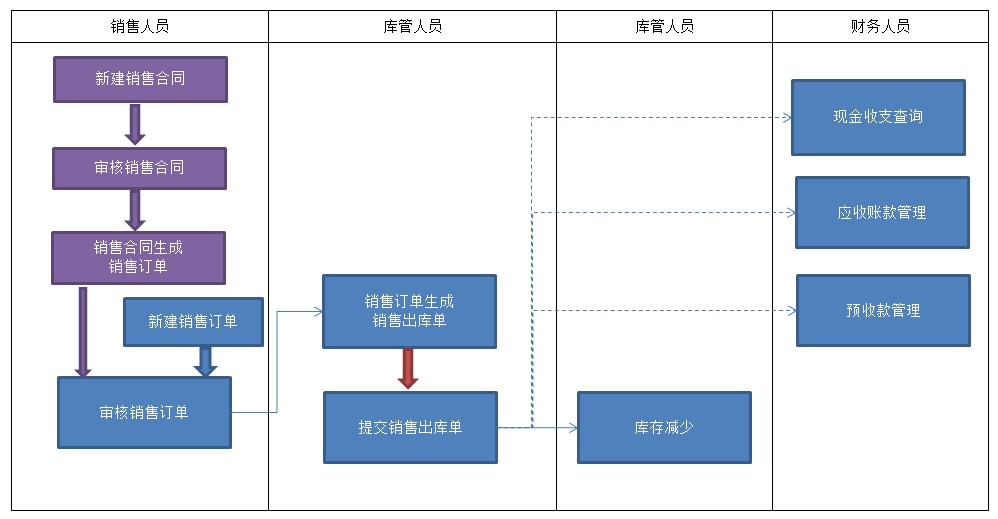 销售人员
库管人员
库管人员
财务人员
新建销售合同
审核销售合同
销售合同生成
销售订单
新建销售订单
审核销售订单
销售订单生成
销售出库单
提交销售出库单
库存减少
现金收支查询
应收账款管理
预收款管理